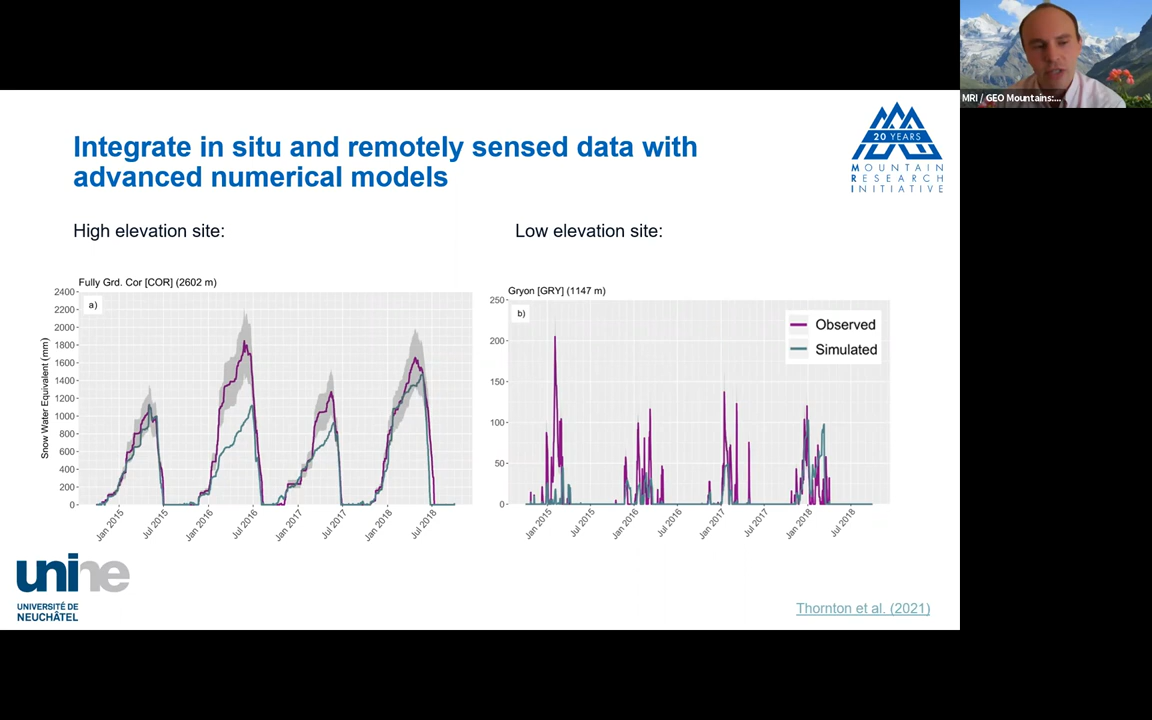 MRI / GEO Mountains:...
Integrate in situ and remotely sensed data with
advanced numerical models
20 YEARS
MOUNTAIN
RESEARCH
INITIATIVE
High elevation site:
Low elevation site:
Fully Grd. Cor [COR] (2602 m)
a)
Snow Water Equivalent (mm)
2400
2200
2000
1800
1600
1400
1200
1000
800
600
400
200
0
Jan 2015
Jul 2015
Jan 2016
Jul 2016
Jan 2017
Jul 2017
Jan 2018
Jul 2018
Gryon [GRY] (1147 m)
b)
Observed
Simulated
250
200
150
100
50
0
Jan 2015
Jul 2015
Jan 2016
Jul 2016
Jan 2017
Jul 2017
Jan 2018
Jul 2018
unine
UNIVERSITÉ DE
NEUCHÂTEL
Thornton et al. (2021)